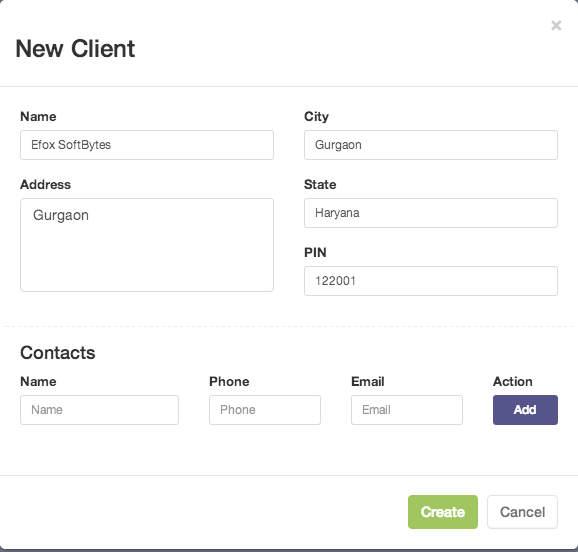 ×
New Client
Name
Efox SoftBytes
City
Gurgaon
Address
Gurgaon
State
Haryana
PIN
122001
Contacts
Name Phone Email Action
Name Phone Email Add
Create Cancel